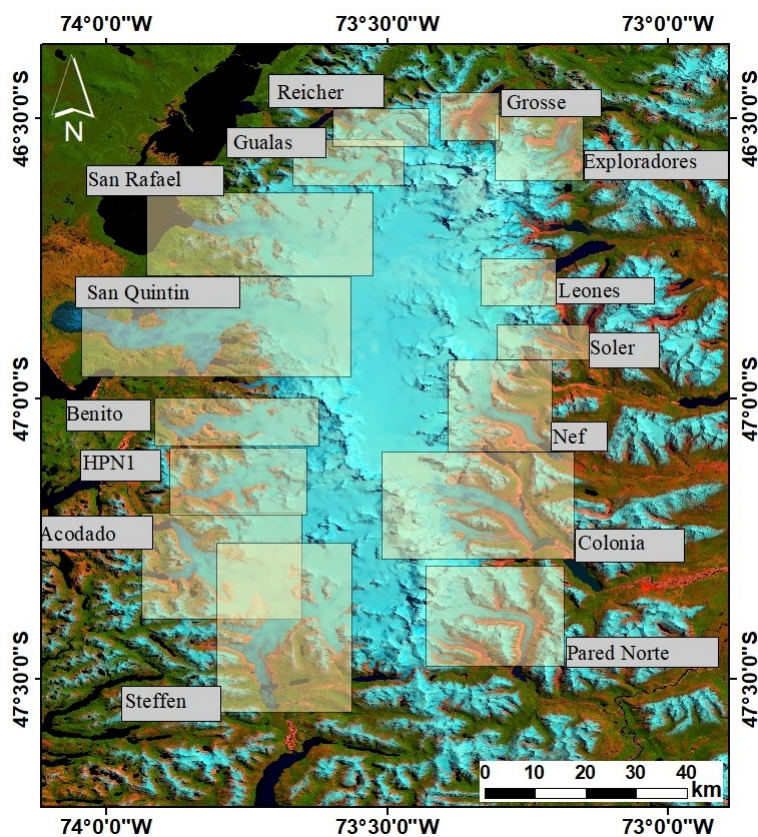 74°0'0"W 73°30'0"W 73°0'0"W
Reicher
Grosse
46°30'0"S
46°30'0"S
N
Gualas
Exploradores
San Rafael
Leones
San Quintin
Soler
47°0'0"S
47°0'0"S
Benito
Nef
HPN1
Acodado
Colonia
Pared Norte
47°30'0"S
47°30'0"S
Steffen
0 10 20 30 40
km
74°0'0"W 73°30'0"W 73°0'0"W